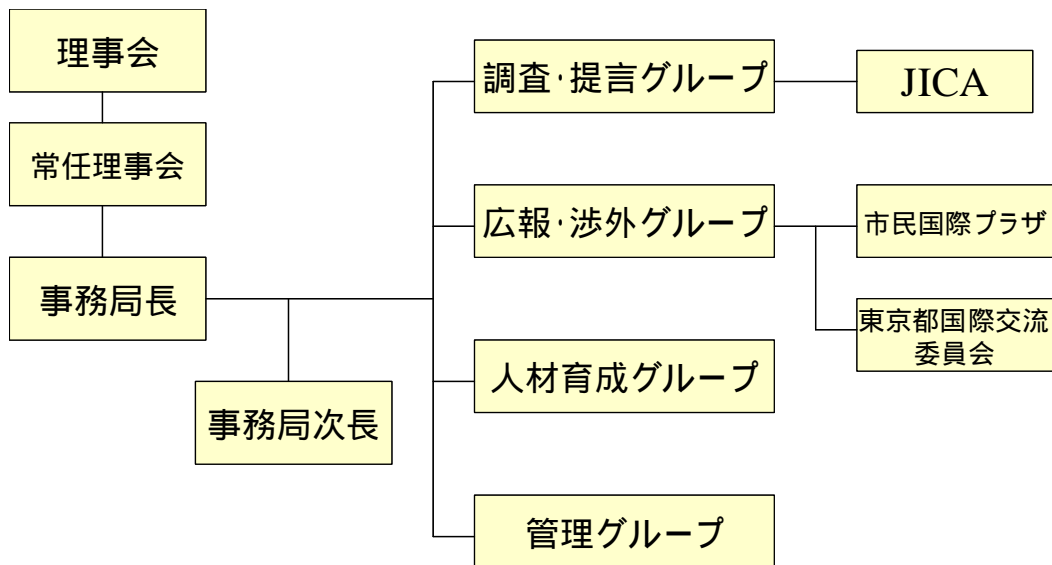 理事会
常任理事会
事務局長
事務局次長
調査･提言グループ
広報･渉外グループ
人材育成グループ
管理グループ
JICA
市民国際プラザ
東京都国際交流
委員会